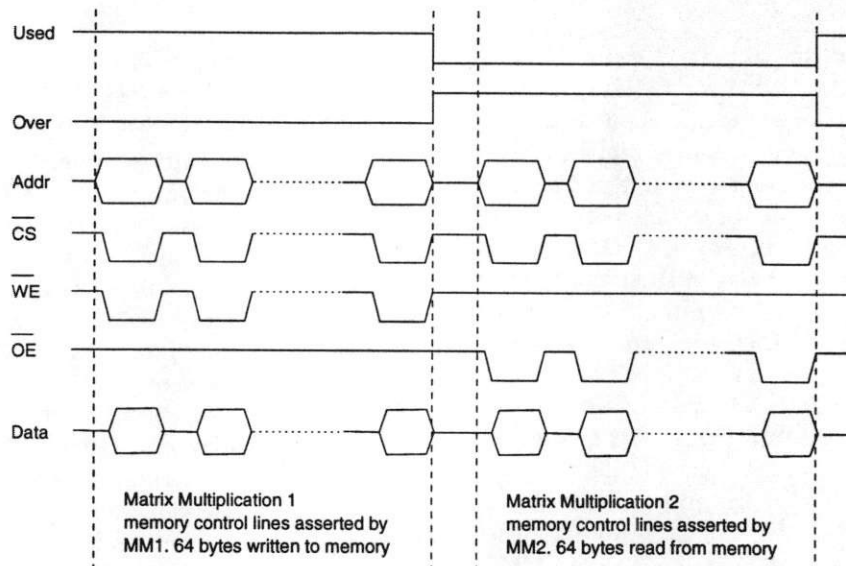 Used
Over
Addr
CS
WE
OE
Data
Matrix Multiplication 1
memory control lines asserted by
MM1. 64 bytes written to memory
Matrix Multiplication 2
memory control lines asserted by
MM2. 64 bytes read from memory